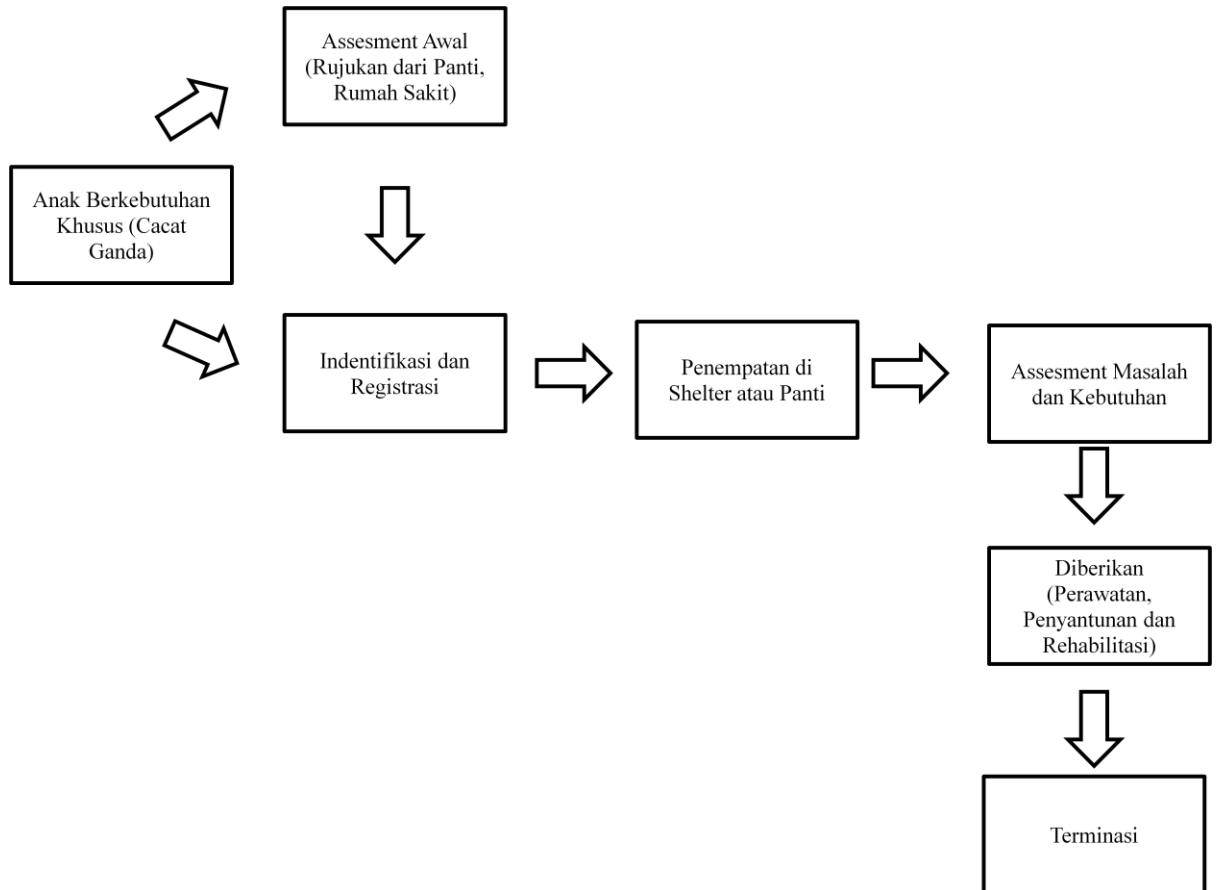 Assesment Awal
(Rujukan dari Panti,
Rumah Sakit)
Anak Berkebutuhan
Khusus (Cacat
Ganda)
Indentifikasi dan
Registrasi
Penempatan di
Shelter atau Panti
Assesment Masalah
dan Kebutuhan
Diberikan
(Perawatan,
Penyantunan dan
Rehabilitasi)
Terminasi